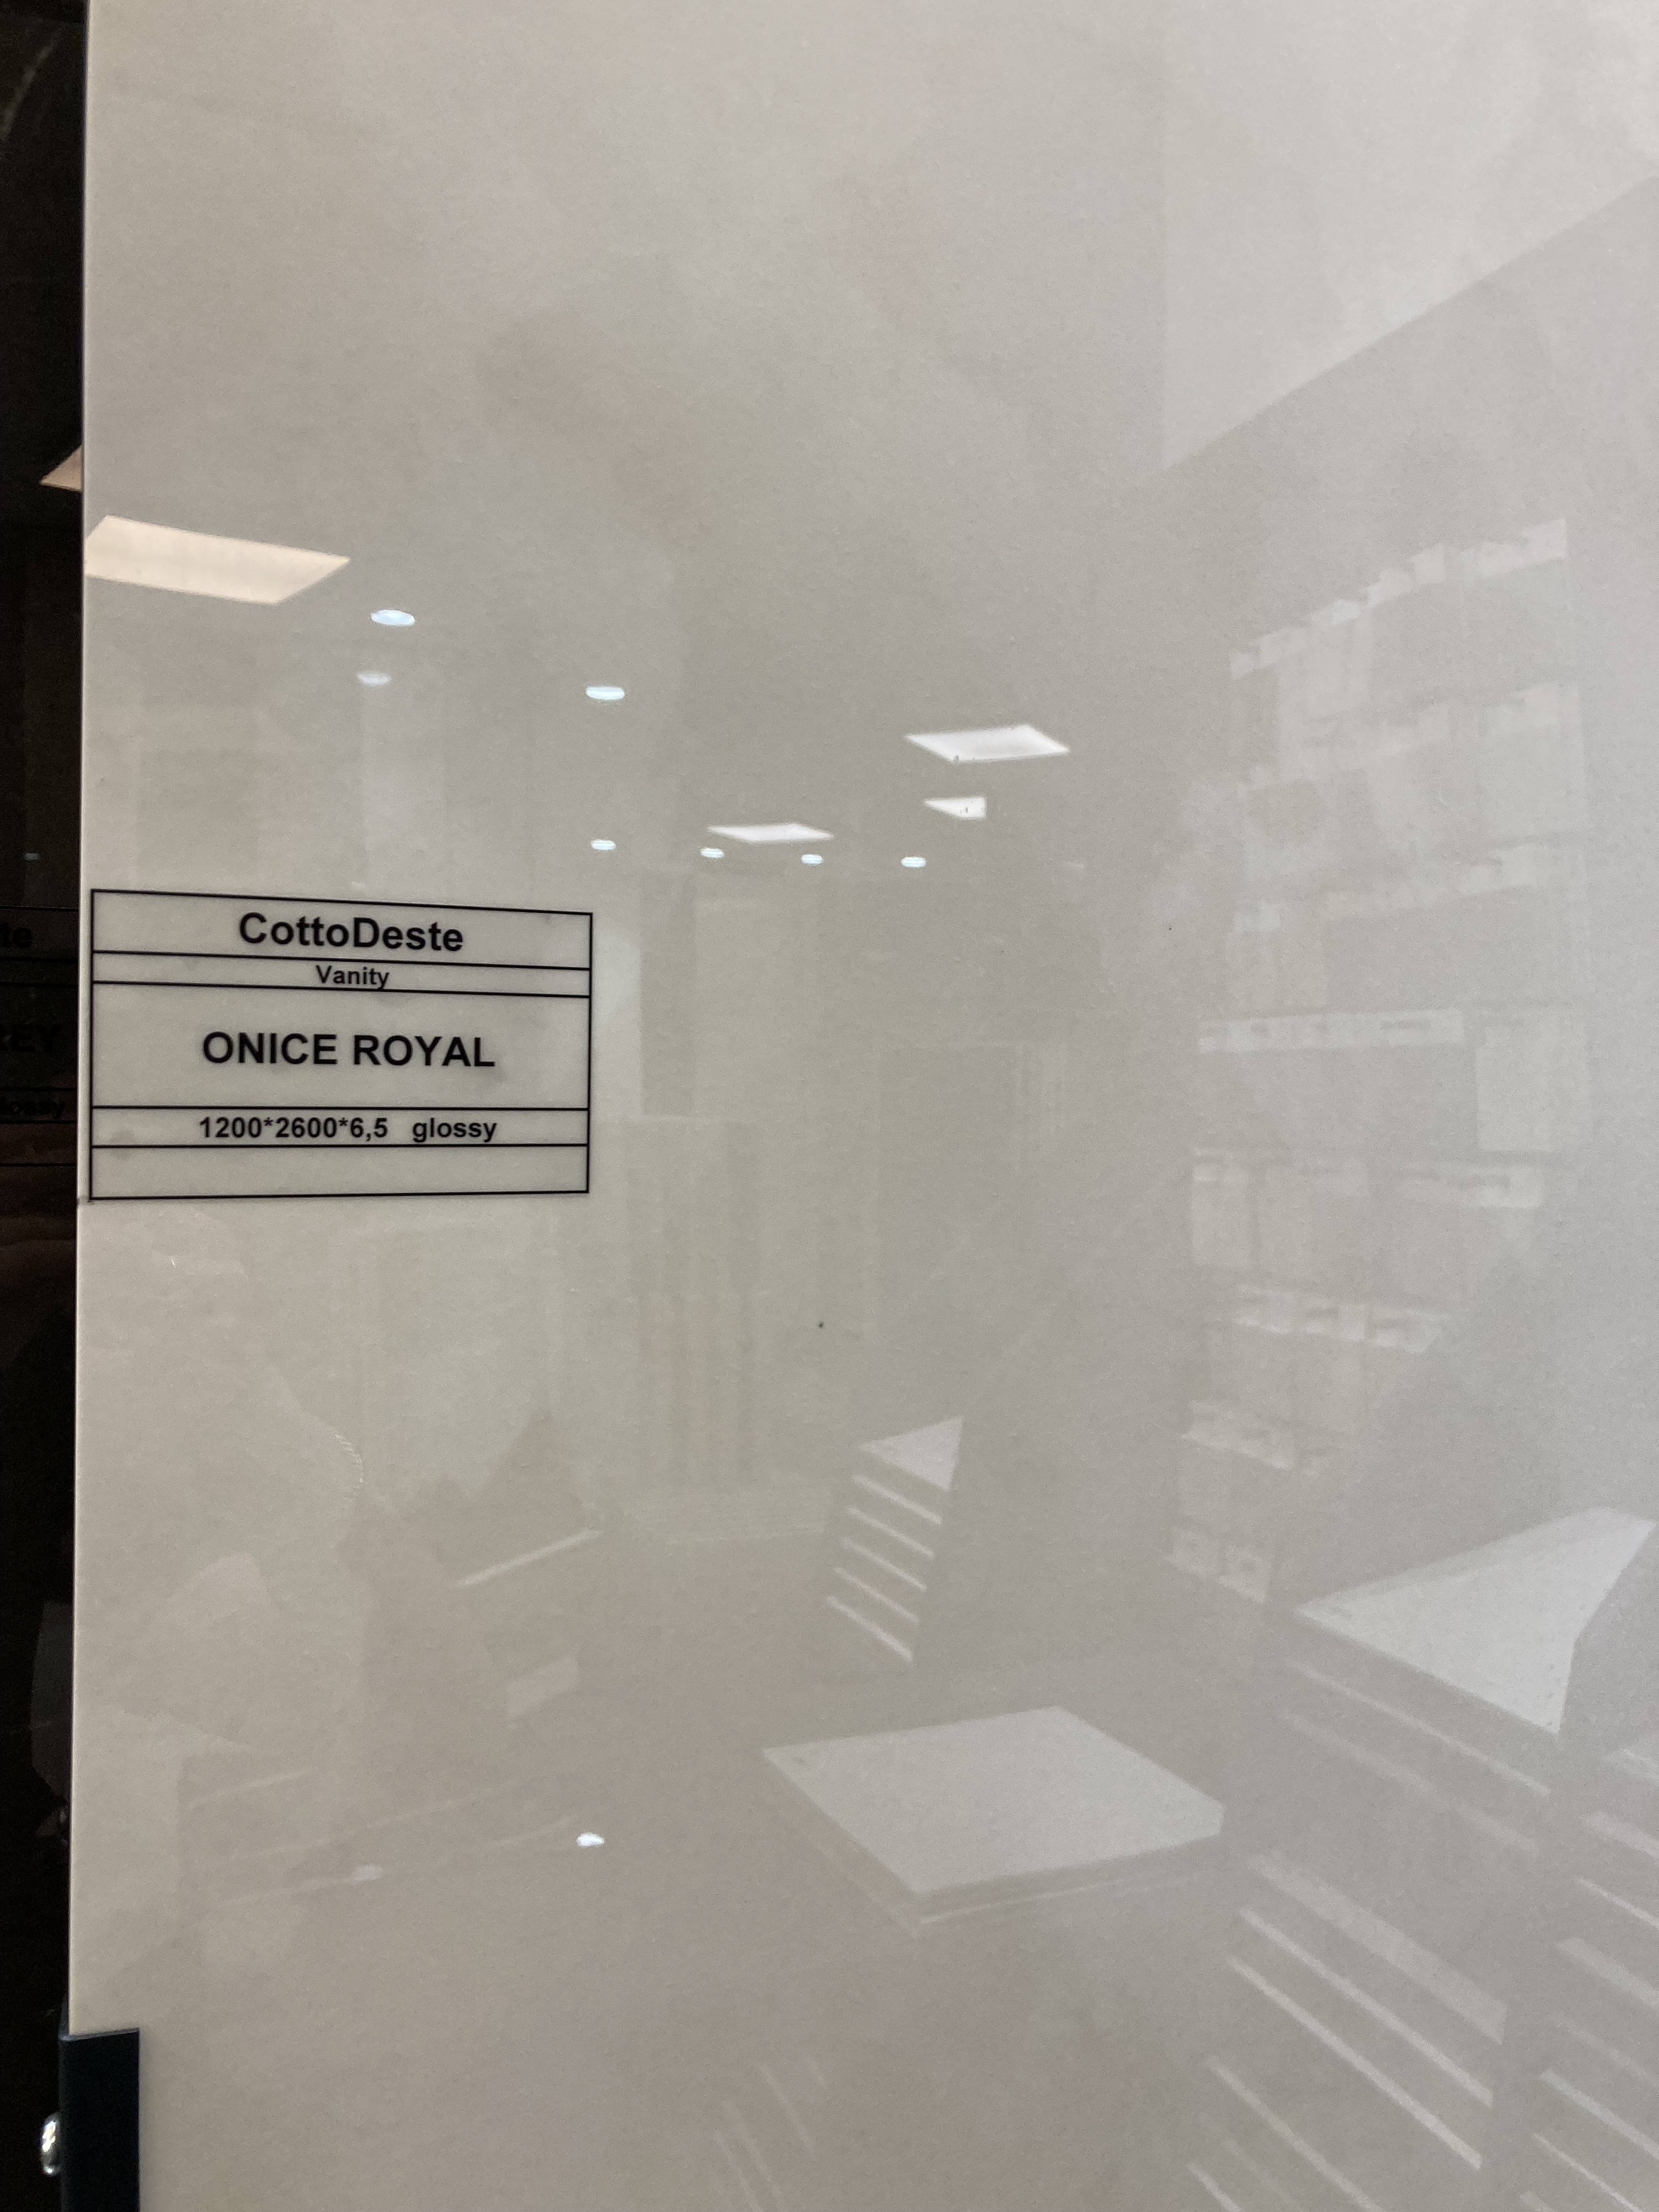 CottoDeste
Vanity
ONICE ROYAL
1200*2600*6,5 glossy